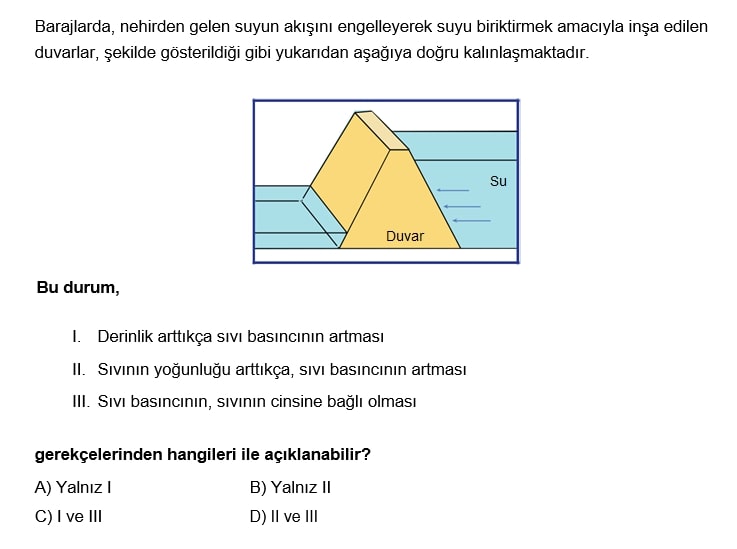 Barajlarda, nehirden gelen suyun akışını engelleyerek suyu biriktirmek amacıyla inşa edilen
duvarlar, şekilde gösterildiği gibi yukarıdan aşağıya doğru kalınlaşmaktadır.
Su
Duvar
Bu durum,
I. Derinlik arttıkça sıvı basıncının artması
II. Sıvının yoğunluğu arttıkça, sıvı basıncının artması
III. Sıvı basıncının, sıvının cinsine bağlı olması
gerekçelerinden hangileri ile açıklanabilir?
A) Yalnız I B) Yalnız II
C) I ve III D) II ve III